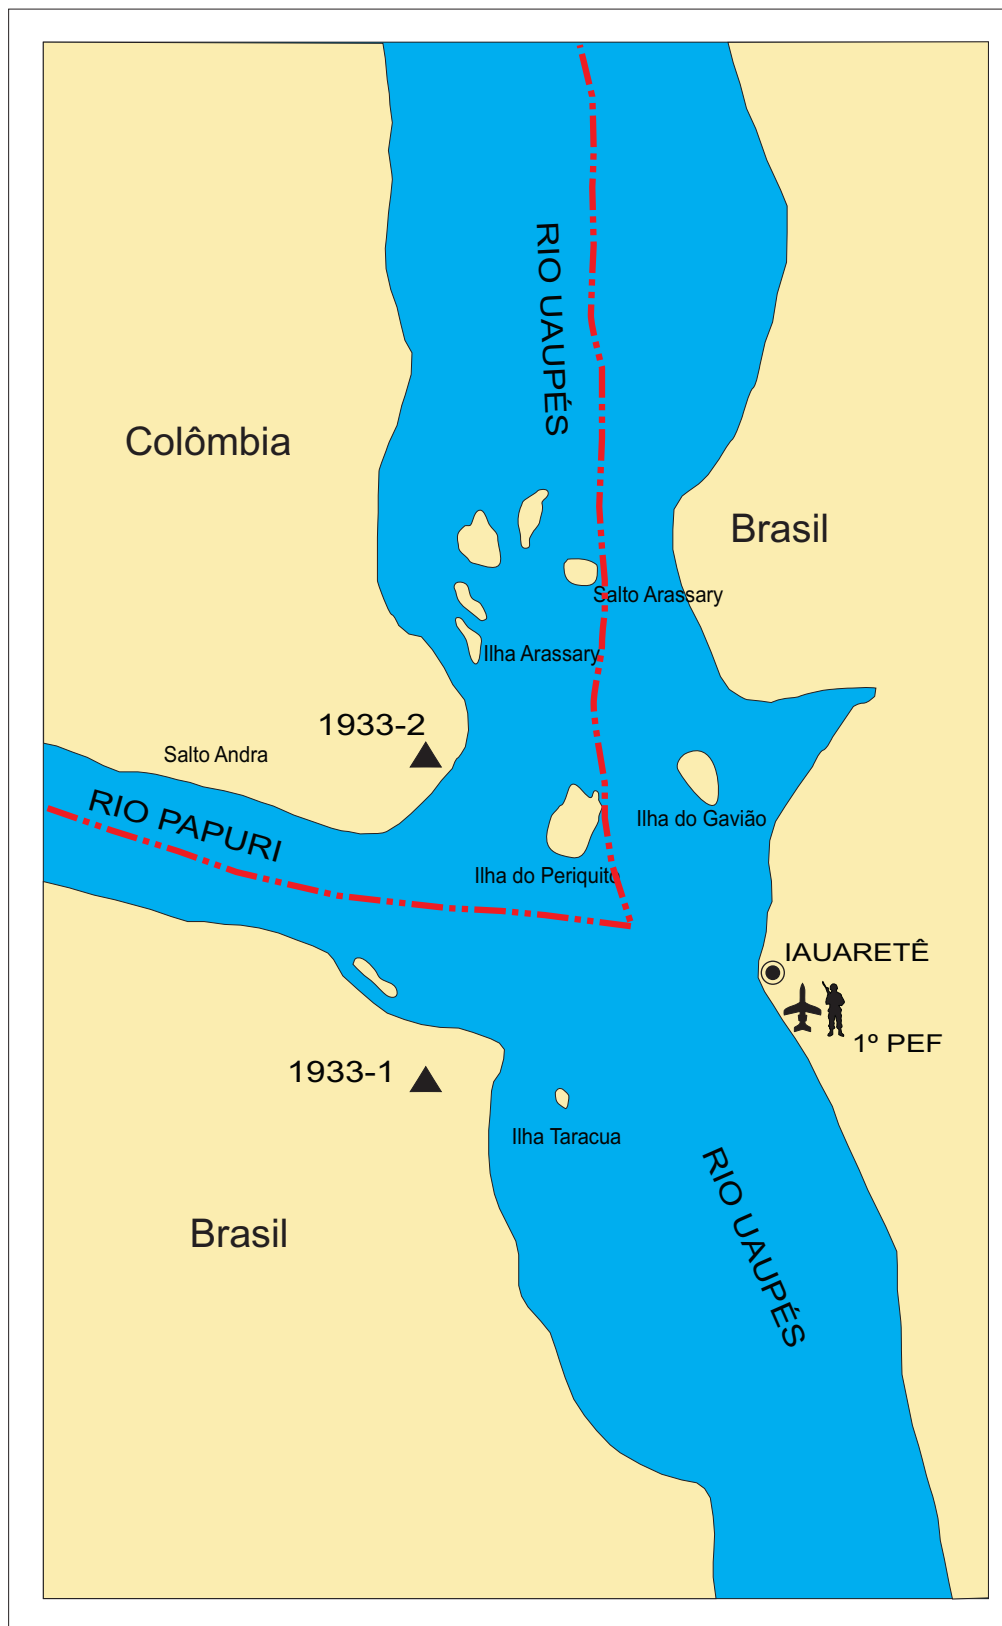 RIO UAUPÉS
Colômbia
Brasil
Salto Arassary
Ilha Arassary
1933-2
Salto Andra
RIO PAPURI
Ilha do Gavião
Ilha do Periquito
IAUARETÊ
1º PEF
1933-1
Ilha Taracua
RIO UAUPÉS
Brasil